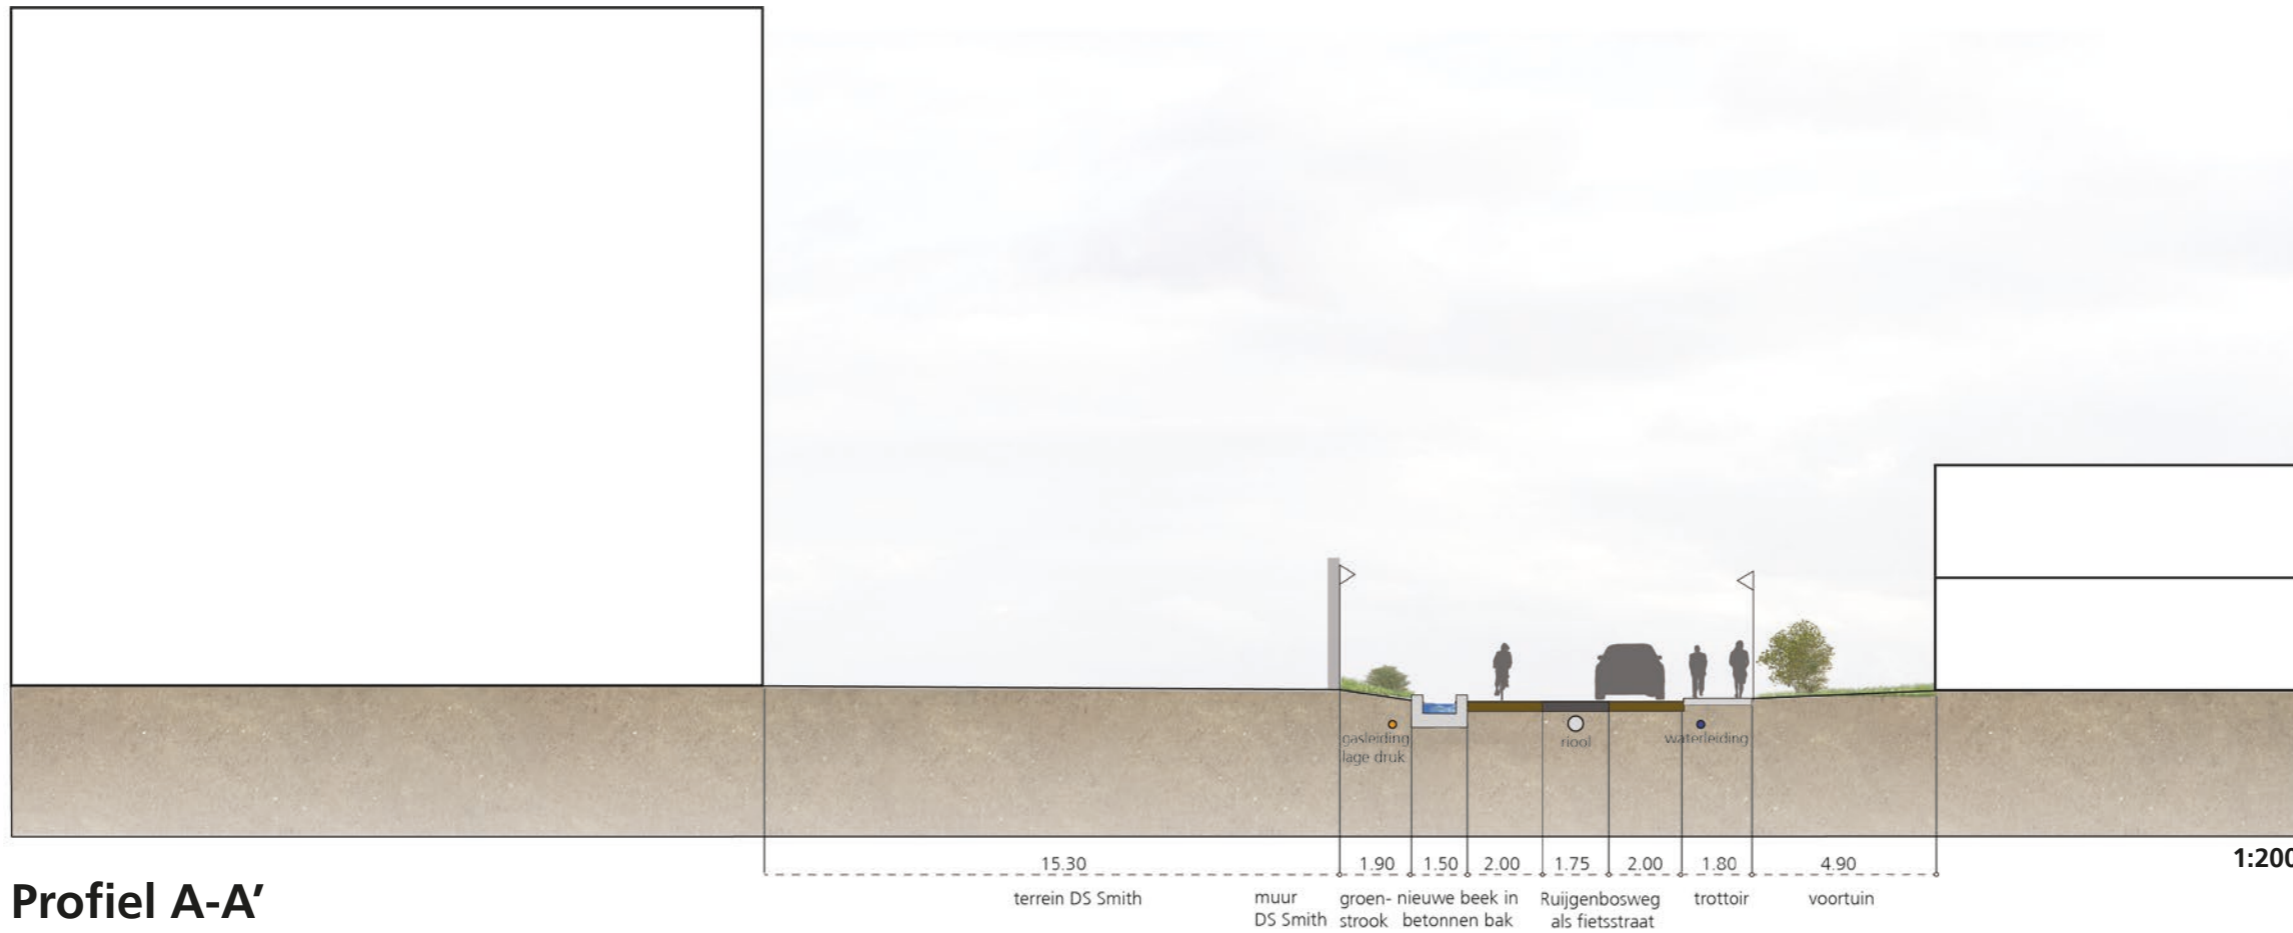 gasleiding
lage druk
riool
waterleiding
15.30
1.90
1.50
2.00
1.75
2.00
1.80
4.90
1:200
terrein DS Smith
muur
DS Smith
groen-
strook
nieuwe beek in
betonnen bak
Ruijgenbosweg
als fietsstraat
trottoir
voortuin
Profiel A-A'